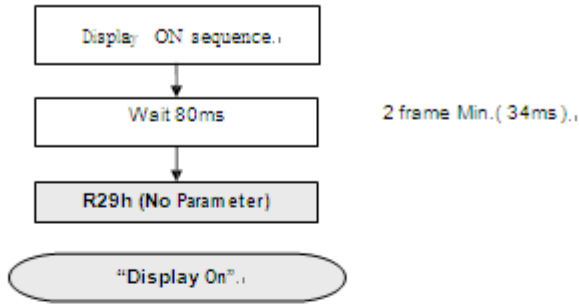 Display ON sequence.
Wait 80ms
2 frame Min.( 34ms).
R29h (No Parameter)
“Display On”.